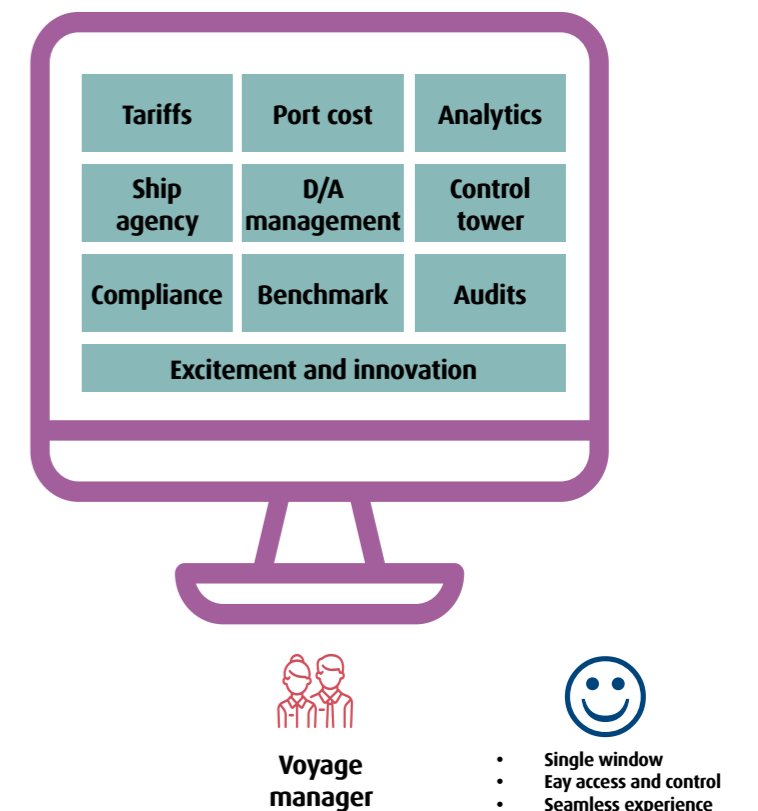 Tariffs Port cost Analytics
Ship D/A Control
agency management tower
Compliance Benchmark Audits
Excitement and innovation
Voyage
manager
• Single window
• Eay access and control
• Seamless experience